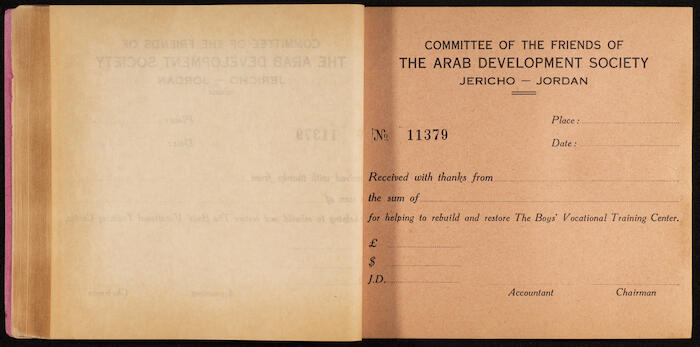 COMMITTEE OF THE FRIENDS OF
THE ARAB DEVELOPMENT SOCIETY
JERICHO — JORDAN
Place :
№ 11379
Date :
Received with thanks from
the sum of
for helping to rebuild and restore The Boys' Vocational Training Center.
£
$
J.D.
Accountant Chairman